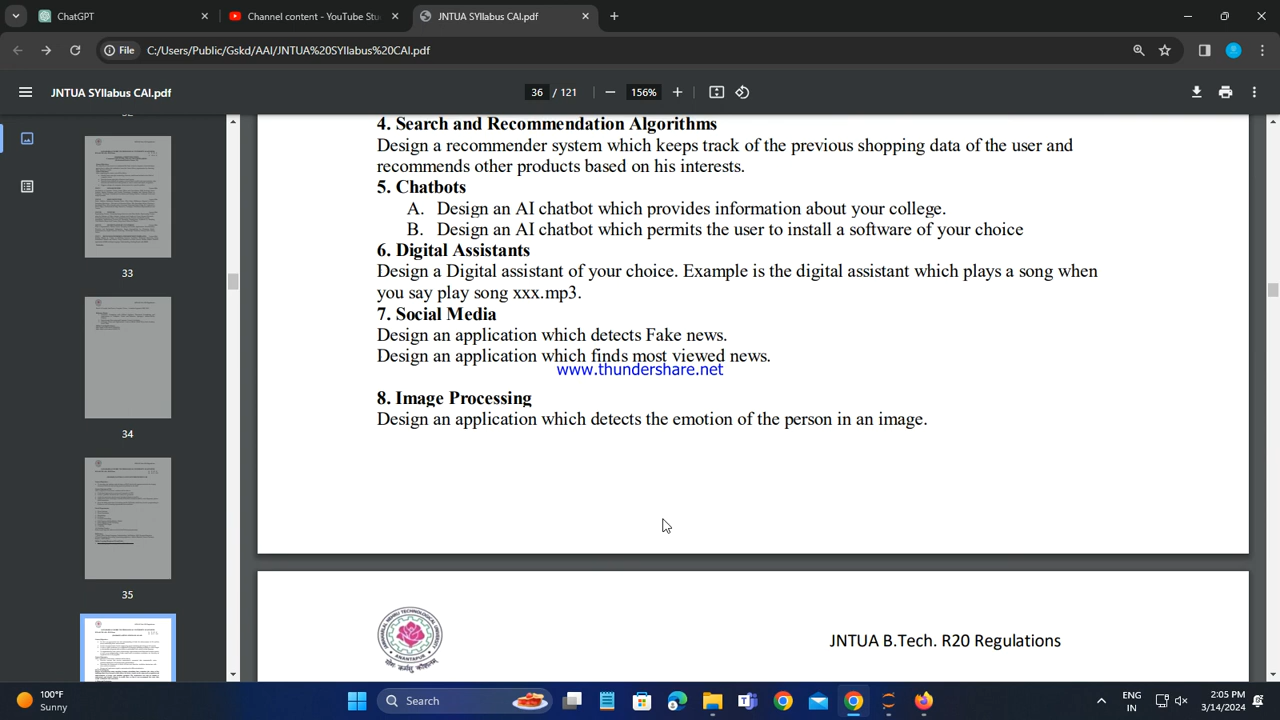 ChatGPT
Channel content - YouTube Stu
JNTUA SYllabus CAI.pdf
File
C:/Users/Public/Gskd/AAI/JNTUA%20SYllabus%20CAI.pdf
JNTUA SYllabus CAI.pdf
36 / 121
156%
4. Search and Recommendation Algorithms
Design a recommender system which keeps track of the previous shopping data of the user and
recommends other products based on his interests.
5. Chatbots
A. Design an AI chatbot which provides information about your college.
B. Design an AI chatbot which permits the user to install a software of your choice
6. Digital Assistants
Design a Digital assistant of your choice. Example is the digital assistant which plays a song when
you say play song xxx.mp3.
7. Social Media
Design an application which detects Fake news.
Design an application which finds most viewed news.
www.thundershare.net
8. Image Processing
Design an application which detects the emotion of the person in an image.
33
34
35
JNTUA B.Tech. R20 Regulations
100°F
Sunny
Search
ENG
IN
2:05 PM
3/14/2024